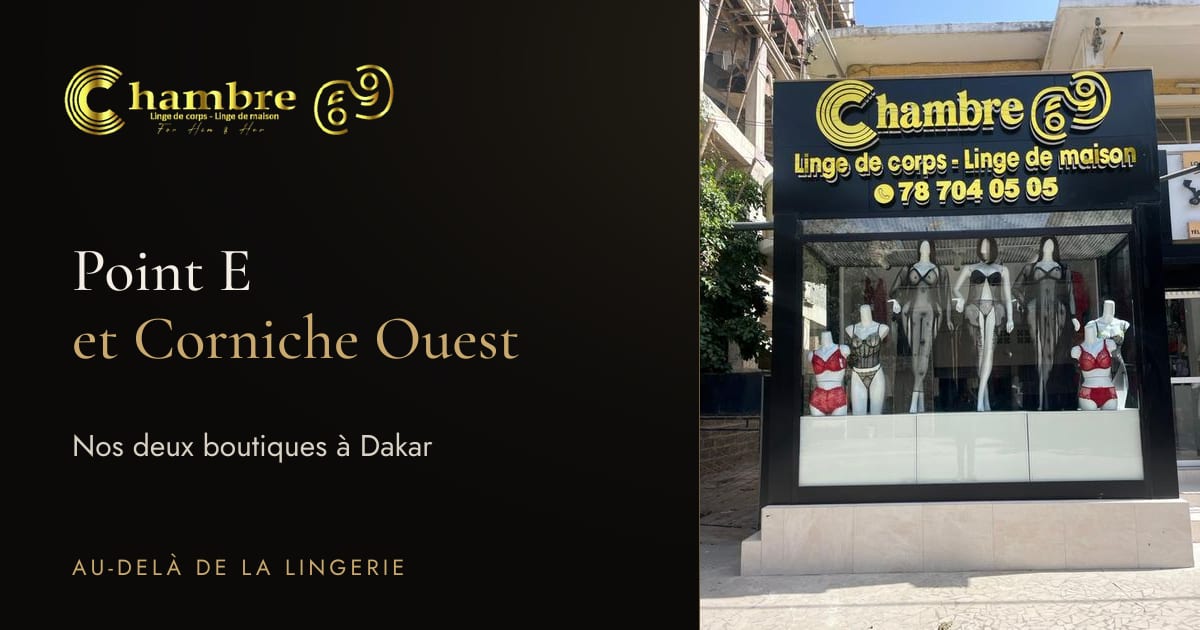 Chambre 69
Linge de corps - Linge de maison
For Him & Her
Point E
et Corniche Ouest
Nos deux boutiques à Dakar
AU-DELÀ DE LA LINGERIE
Chambre 69
Linge de corps - Linge de maison
78 704 05 05